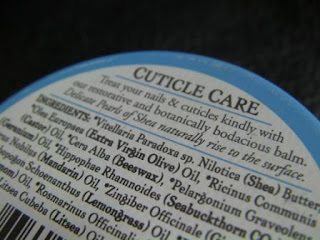 CUTICLE CARE
Treat your nails & cuticles kindly with
our restorative and botanically bodacious balm.
Delicate Pearls of Shea naturally rise to the surface.
INGREDIENTS: *Vitellaria Paradoxa sp. Nilotica (Shea) Butter,
*Olea Europaea (Extra Virgin Olive) Oil, *Ricinus Communis
(Castor) Oil, *Cera Alba (Beeswax), *Pelargonium Graveolens
(Geranium) Oil, *Hippophae Rhamnoides (Seabuckthorn CO
Nobilis (Mandarin) Oil, *Zingiber Officinale
Schoenanthus (Lemongrass) Oil,
Litsea Cubeba (Litsea) Oil, *Rosmarinus Officinalis